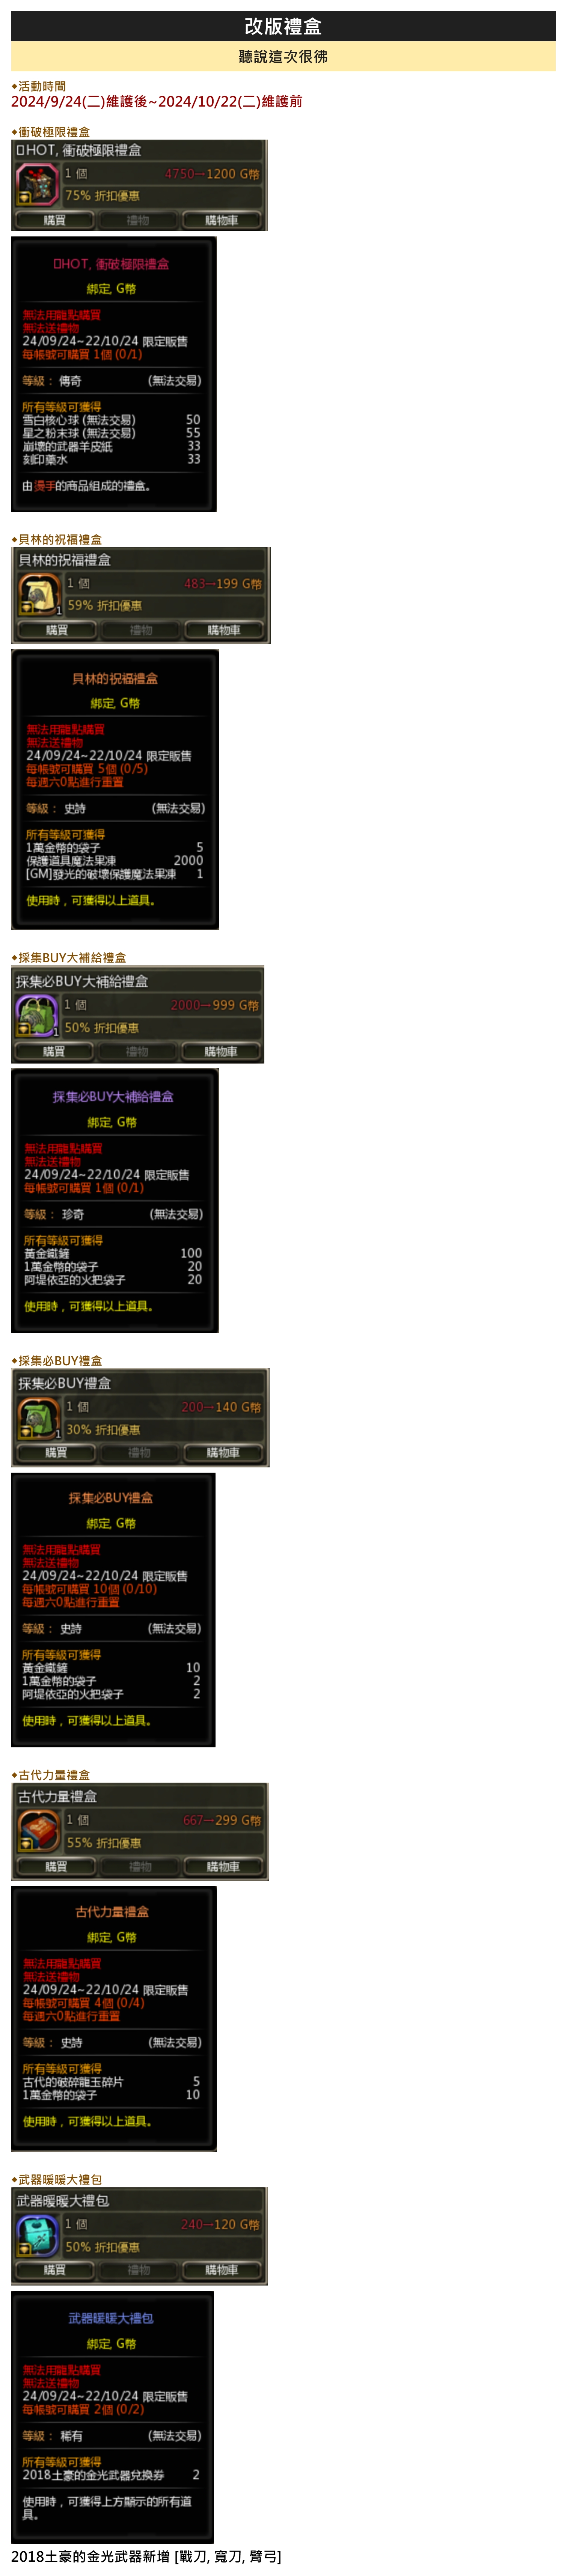 改版禮盒
聽說這次很彿
◆活動時間
2024/9/24(二)維護後~2024/10/22(二)維護前
◆衝破極限禮盒
HOT, 衝破極限禮盒
1 個 4750→1200 G幣
75% 折扣優惠
購買 禮物 購物車
HOT, 衝破極限禮盒
綁定, G幣
無法用龍點購買
無法送禮物
24/09/24~22/10/24 限定販售
每帳號可購買 1個 (0/1)
等級： 傳奇 (無法交易)
所有等級可獲得
雪白核心球 (無法交易) 50
星之粉末球 (無法交易) 55
崩壞的武器羊皮紙 33
刻印藥水 33
由燙手的商品組成的禮盒。
◆貝林的祝福禮盒
貝林的祝福禮盒
1 個 483→199 G幣
1
59% 折扣優惠
購買 禮物 購物車
貝林的祝福禮盒
綁定, G幣
無法用龍點購買
無法送禮物
24/09/24~22/10/24 限定販售
每帳號可購買 5個 (0/5)
每週六0點進行重置
等級： 史詩 (無法交易)
所有等級可獲得
1萬金幣的袋子 5
保護道具魔法果凍 2000
[GM]發光的破壞保護魔法果凍 1
使用時，可獲得以上道具。
◆採集BUY大補給禮盒
採集必BUY大補給禮盒
1 個 2000→999 G幣
1
50% 折扣優惠
購買 禮物 購物車
採集必BUY大補給禮盒
綁定, G幣
無法用龍點購買
無法送禮物
24/09/24~22/10/24 限定販售
每帳號可購買 1個 (0/1)
等級： 珍奇 (無法交易)
所有等級可獲得
黃金鐵鏟 100
1萬金幣的袋子 20
阿堤依亞的火把袋子 20
使用時，可獲得以上道具。
◆採集必BUY禮盒
採集必BUY禮盒
1 個 200→140 G幣
1
30% 折扣優惠
購買 禮物 購物車
採集必BUY禮盒
綁定, G幣
無法用龍點購買
無法送禮物
24/09/24~22/10/24 限定販售
每帳號可購買 10個 (0/10)
每週六0點進行重置
等級： 史詩 (無法交易)
所有等級可獲得
黃金鐵鏟 10
1萬金幣的袋子 2
阿堤依亞的火把袋子 2
使用時，可獲得以上道具。
◆古代力量禮盒
古代力量禮盒
1 個 667→299 G幣
55% 折扣優惠
購買 禮物 購物車
古代力量禮盒
綁定, G幣
無法用龍點購買
無法送禮物
24/09/24~22/10/24 限定販售
每帳號可購買 4個 (0/4)
每週六0點進行重置
等級： 史詩 (無法交易)
所有等級可獲得
古代的破碎龍玉碎片 5
1萬金幣的袋子 10
使用時，可獲得以上道具。
◆武器暖暖大禮包
武器暖暖大禮包
1 個 240→120 G幣
50% 折扣優惠
購買 禮物 購物車
武器暖暖大禮包
綁定, G幣
無法用龍點購買
無法送禮物
24/09/24~22/10/24 限定販售
每帳號可購買 2個 (0/2)
等級： 稀有 (無法交易)
所有等級可獲得
2018土豪的金光武器兌換券 2
使用時，可獲得上方顯示的所有道
具。
2018土豪的金光武器新增 [戰刀, 寬刀, 臂弓]